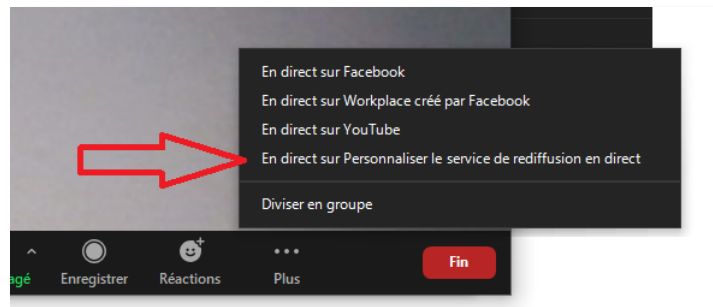 En direct sur Facebook
En direct sur Workplace créé par Facebook
En direct sur YouTube
En direct sur Personnaliser le service de rediffusion en direct
Diviser en groupe
agé Enregistrer Réactions Plus Fin